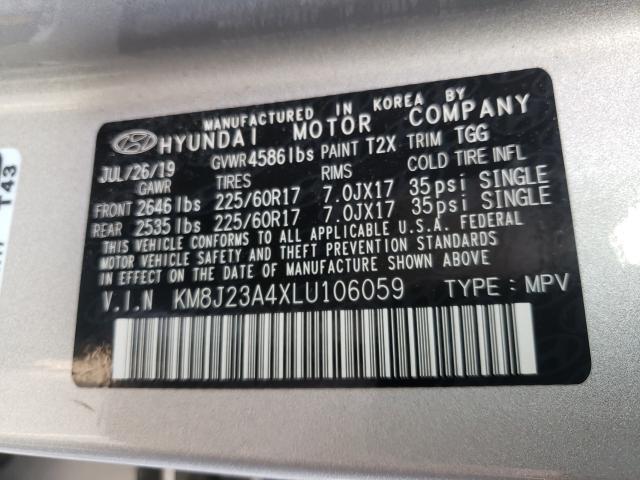 MANUFACTURED IN KOREA BY
HYUNDAI MOTOR COMPANY
JUL/26/19 GVWR4586lbs PAINT T2X TRIM TGG
GAWR TIRES RIMS COLD TIRE INFL
FRONT 2646 lbs 225/60R17 7.0JX17 35psi SINGLE
REAR 2535 lbs 225/60R17 7.0JX17 35psi SINGLE
THIS VEHICLE CONFORMS TO ALL APPLICABLE U.S.A. FEDERAL
MOTOR VEHICLE SAFETY AND THEFT PREVENTION STANDARDS
IN EFFECT ON THE DATE OF MANUFACTURE SHOWN ABOVE
V.I.N KM8J23A4XLU106059 TYPE: MPV
T43